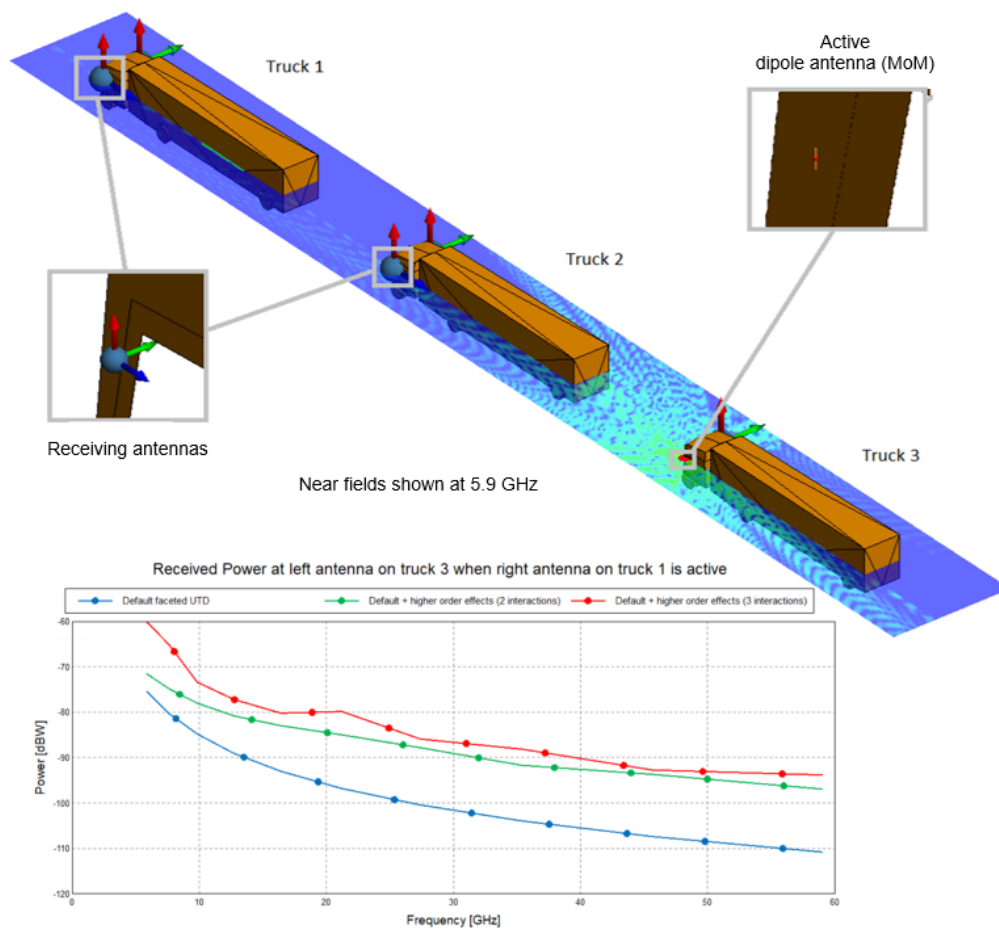 Active
dipole antenna (MoM)
Truck 1
Truck 2
Receiving antennas
Truck 3
Near fields shown at 5.9 GHz
Received Power at left antenna on truck 3 when right antenna on truck 1 is active
Default faceted UTD
Default + higher order effects (2 interactions)
Default + higher order effects (3 interactions)
Power [dBW]
-60
-70
-80
-90
-100
-110
-120
0 10 20 30 40 50 60
Frequency [GHz]